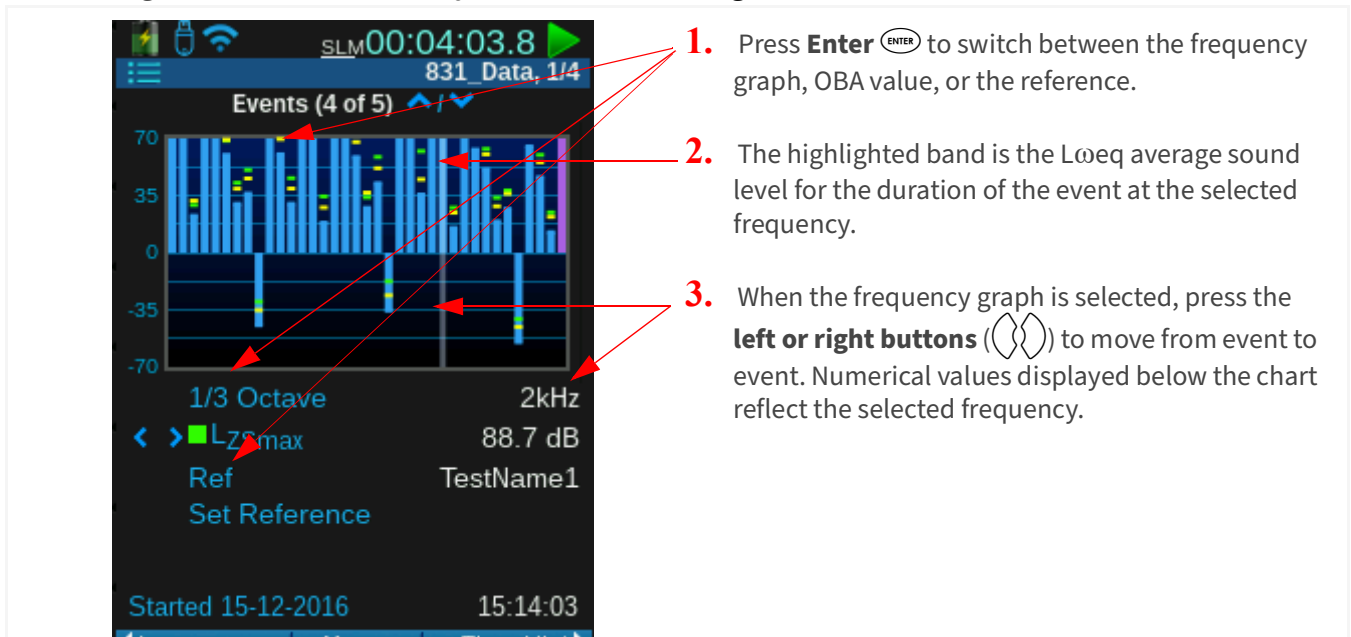 SLM00:04:03.8
831_Data, 1/4
Events (4 of 5) /
70
35
0
-35
-70
1/3 Octave 2kHz
< > LZSmax 88.7 dB
Ref TestName1
Set Reference
Started 15-12-2016 15:14:03
1. Press Enter ENTER to switch between the frequency
graph, OBA value, or the reference.
2. The highlighted band is the Lωeq average sound
level for the duration of the event at the selected
frequency.
3. When the frequency graph is selected, press the
left or right buttons ( ) to move from event to
event. Numerical values displayed below the chart
reflect the selected frequency.